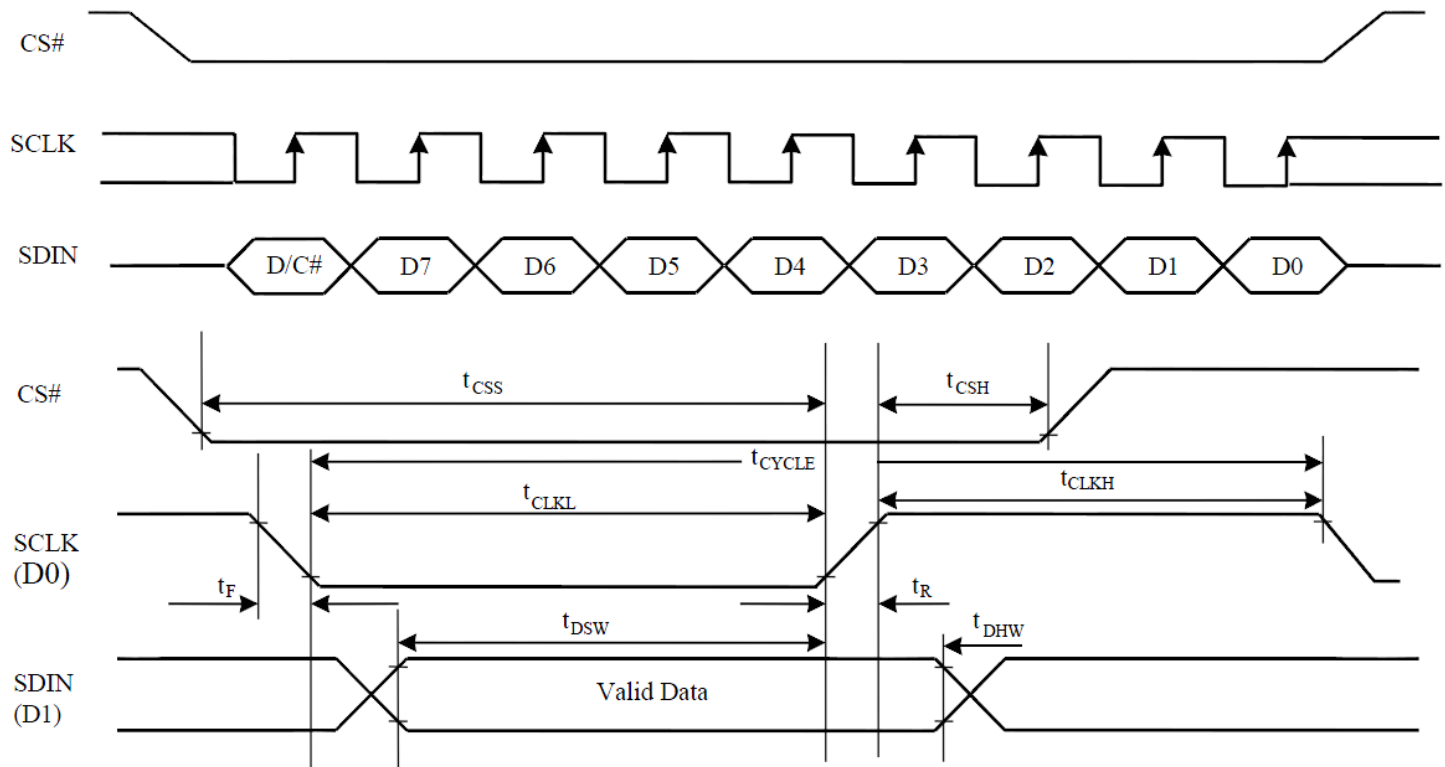 CS#
SCLK
SDIN D/C# D7 D6 D5 D4 D3 D2 D1 D0
CS# tCSS tCSH
tCYCLE
tCLKL tCLKH
SCLK
(D0)
tF tR
tDSW tDHW
SDIN
(D1)
Valid Data